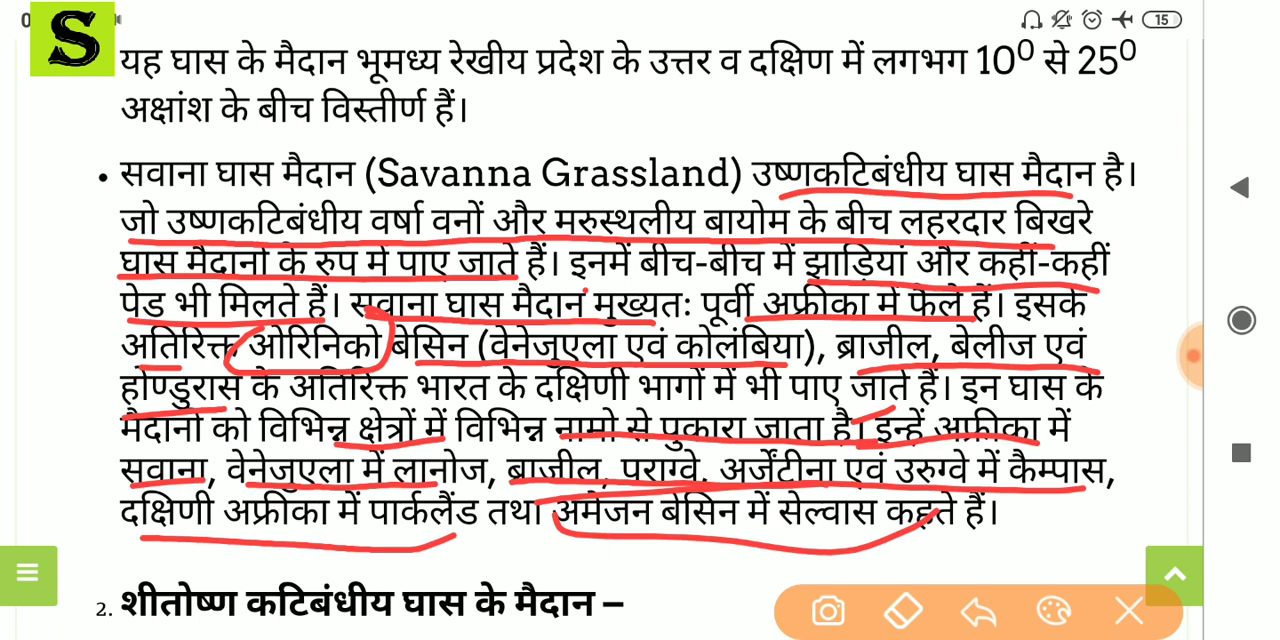 S
15
यह घास के मैदान भूमध्य रेखीय प्रदेश के उत्तर व दक्षिण में लगभग 10⁰ से 25⁰
अक्षांश के बीच विस्तीर्ण हैं।
• सवाना घास मैदान (Savanna Grassland) उष्णकटिबंधीय घास मैदान है।
जो उष्णकटिबंधीय वर्षा वनों और मरुस्थलीय बायोम के बीच लहरदार बिखरे
घास मैदानों के रुप में पाए जाते हैं। इनमें बीच-बीच में झाड़ियां और कहीं-कहीं
पेड भी मिलते हैं। सवाना घास मैदान मुख्यतः पूर्वी अफ्रीका में फैले हैं। इसके
अतिरिक्त ओरिनिको बेसिन (वेनेजुएला एवं कोलंबिया), ब्राजील, बेलीज एवं
होण्डुरास के अतिरिक्त भारत के दक्षिणी भागों में भी पाए जाते हैं। इन घास के
मैदानों को विभिन्न क्षेत्रों में विभिन्न नामो से पुकारा जाता है। इन्हें अफ्रीका में
सवाना, वेनेजुएला में लानोज, ब्राजील, पराग्वे, अर्जेंटीना एवं उरुग्वे में कैम्पास,
दक्षिणी अफ्रीका में पार्कलैंड तथा अमेजन बेसिन में सेल्वास कहते हैं।
2. शीतोष्ण कटिबंधीय घास के मैदान –